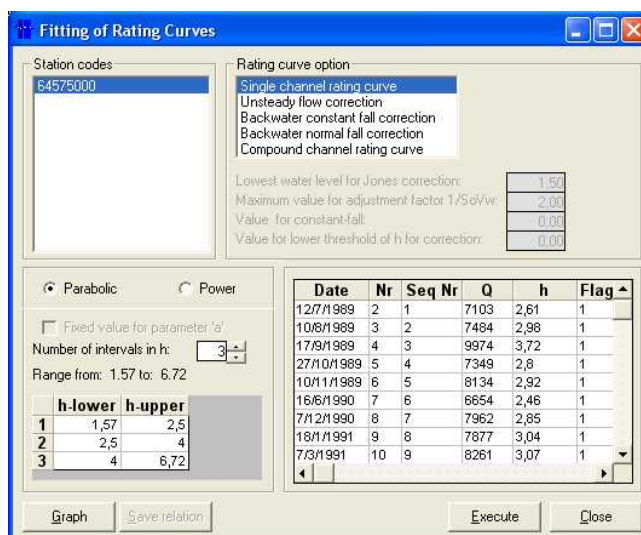 Fitting of Rating Curves
Station codes
64575000
Rating curve option
Single channel rating curve
Unsteady flow correction
Backwater constant fall correction
Backwater normal fall correction
Compound channel rating curve
Lowest water level for Jones correction: 1,50
Maximum value for adjustment factor 1/SoVw: 2,00
Value for constant-fall: 0,00
Value for lower threshold of h for correction: 0,00
Parabolic Power
Fixed value for parameter 'a'
Number of intervals in h: 3
Range from: 1.57 to: 6.72
h-lower h-upper
1 1,57 2,5
2 2,5 4
3 4 6,72
Date Nr Seq Nr Q h Flag
12/7/1989 2 1 7103 2,61 1
10/8/1989 3 2 7484 2,98 1
17/9/1989 4 3 9974 3,72 1
27/10/1989 5 4 7349 2,8 1
10/11/1989 6 5 8134 2,92 1
16/6/1990 7 6 6654 2,46 1
7/12/1990 8 7 7962 2,85 1
18/1/1991 9 8 7877 3,04 1
7/3/1991 10 9 8261 3,07 1
Graph Save relation Execute Close